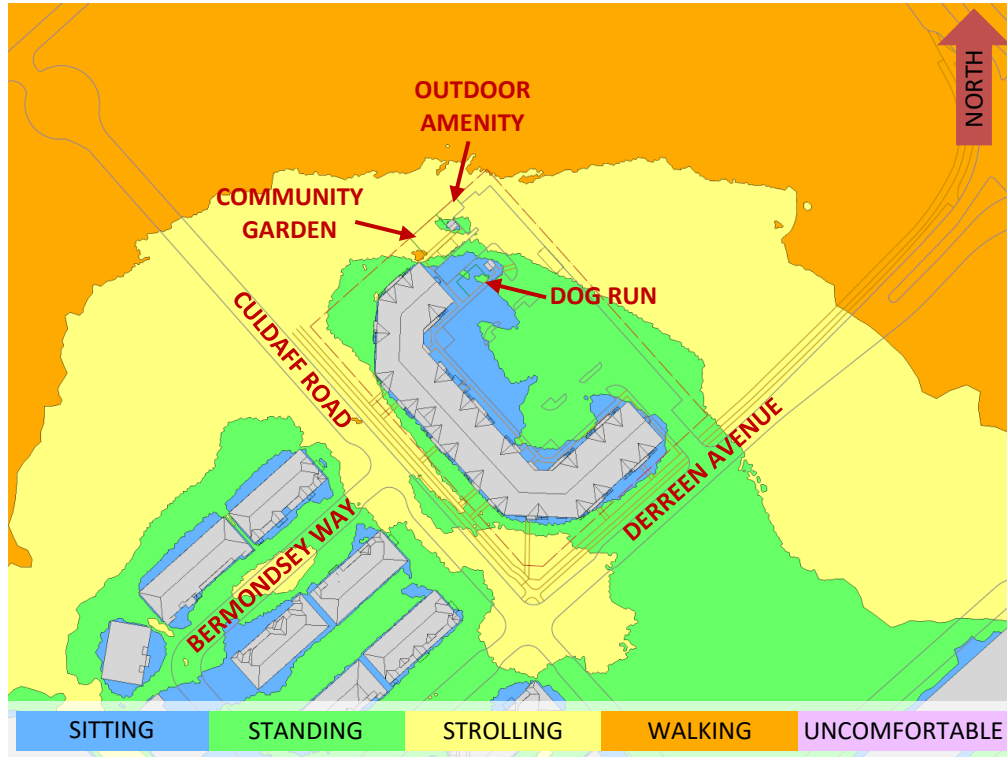 NORTH
OUTDOOR
AMENITY
COMMUNITY
GARDEN
DOG RUN
CULDAFF ROAD
DERREEN AVENUE
BERMONDSEY WAY
SITTING
STANDING
STROLLING
WALKING
UNCOMFORTABLE